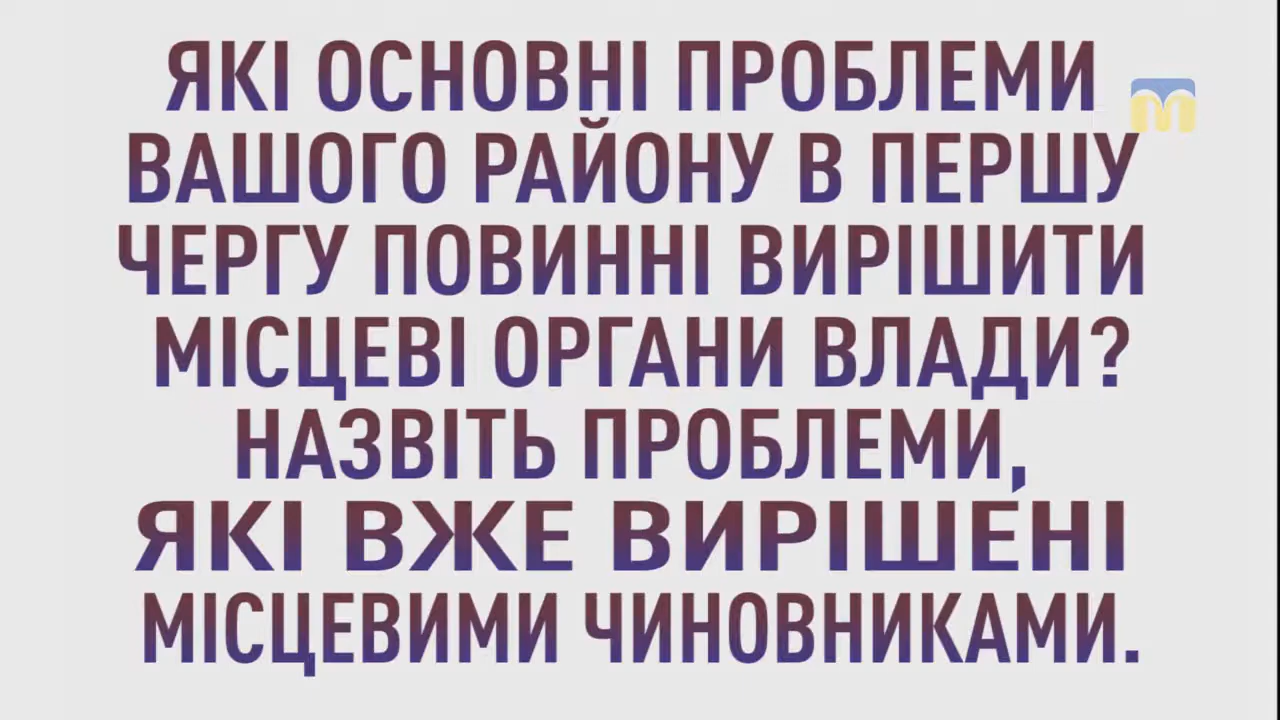 ЯКІ ОСНОВНІ ПРОБЛЕМИ
ВАШОГО РАЙОНУ В ПЕРШУ
ЧЕРГУ ПОВИННІ ВИРІШИТИ
МІСЦЕВІ ОРГАНИ ВЛАДИ?
НАЗВІТЬ ПРОБЛЕМИ,
ЯКІ ВЖЕ ВИРІШЕНІ
МІСЦЕВИМИ ЧИНОВНИКАМИ.